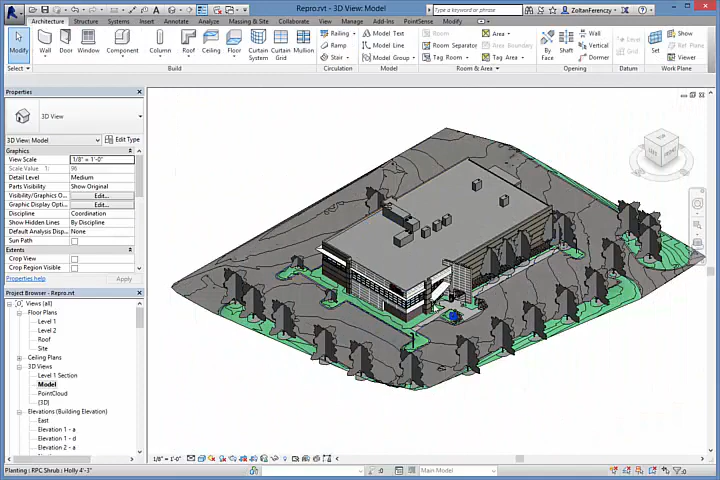 Repro.rvt - 3D View: Model
Type a keyword or phrase
ZoltanFerenczy
Architecture Structure Systems Insert Annotate Analyze Massing & Site Collaborate View Manage Add-Ins PointSense Modify
Modify Wall Door Window Component Column Roof Ceiling Floor Curtain System Curtain Grid Mullion Railing Ramp Stair Model Text Model Line Model Group Room Room Separator Tag Room Area Area Boundary Tag Area By Face Shaft Wall Vertical Dormer Level Grid Set Show Ref Plane Viewer
Select Build Circulation Model Room & Area Opening Datum Work Plane
Properties
3D View
3D View: Model Edit Type
Graphics
View Scale 1/8" = 1'-0"
Scale Value 1: 96
Detail Level Medium
Parts Visibility Show Original
Visibility/Graphics O... Edit...
Graphic Display Opti... Edit...
Discipline Coordination
Show Hidden Lines By Discipline
Default Analysis Disp... None
Sun Path
Extents
Crop View
Crop Region Visible
Properties help Apply
Project Browser - Repro.rvt
Views (all)
Floor Plans
Level 1
Level 2
Roof
Site
Ceiling Plans
3D Views
Level 1 Section
Model
PointCloud
{3D}
Elevations (Building Elevation)
East
Elevation 1 - a
Elevation 1 - d
Elevation 2 - a
1/8" = 1'-0"
Planting : RPC Shrub : Holly 4'-3" :0 Main Model :0